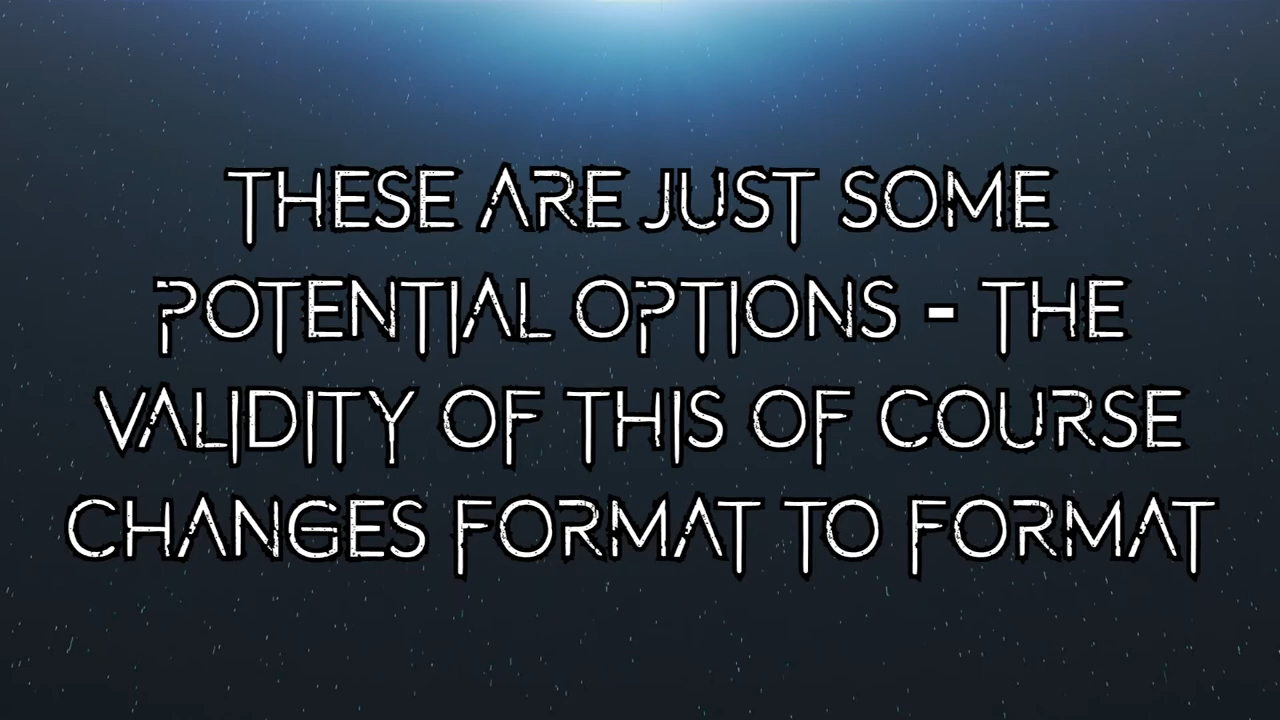 THESE ARE JUST SOME
POTENTIAL OPTIONS - THE
VALIDITY OF THIS OF COURSE
CHANGES FORMAT TO FORMAT